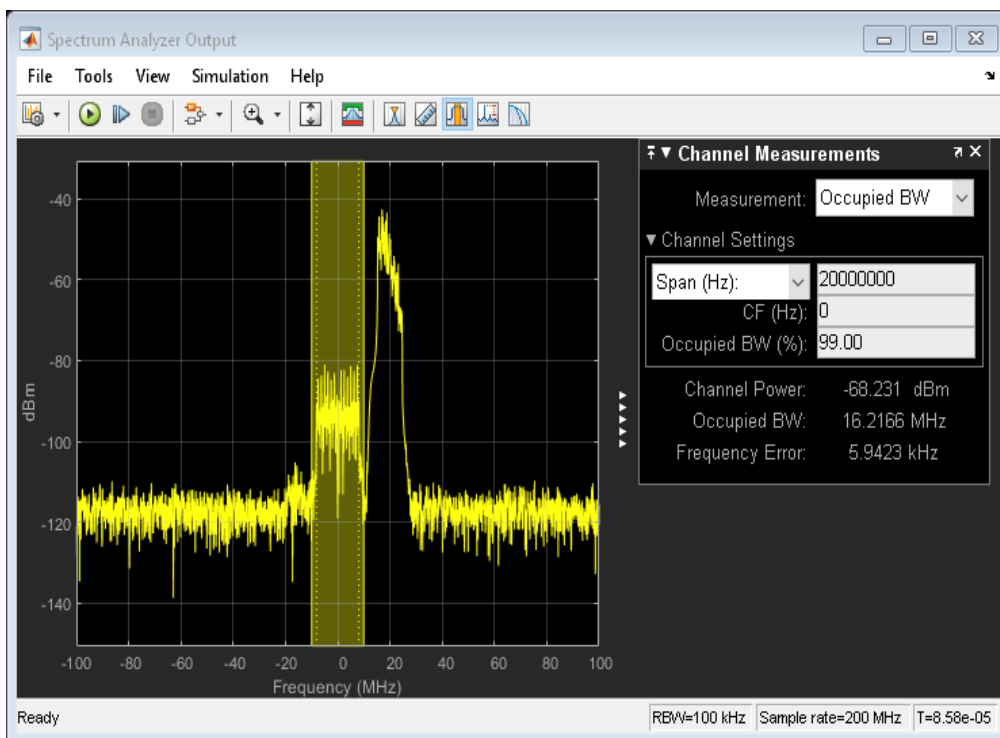 Spectrum Analyzer Output
File Tools View Simulation Help
Channel Measurements
Measurement: Occupied BW
Channel Settings
Span (Hz): 20000000
CF (Hz): 0
Occupied BW (%): 99.00
Channel Power: -68.231 dBm
Occupied BW: 16.2166 MHz
Frequency Error: 5.9423 kHz
dBm
-40
-60
-80
-100
-120
-140
-100 -80 -60 -40 -20 0 20 40 60 80 100
Frequency (MHz)
Ready
RBW=100 kHz Sample rate=200 MHz T=8.58e-05